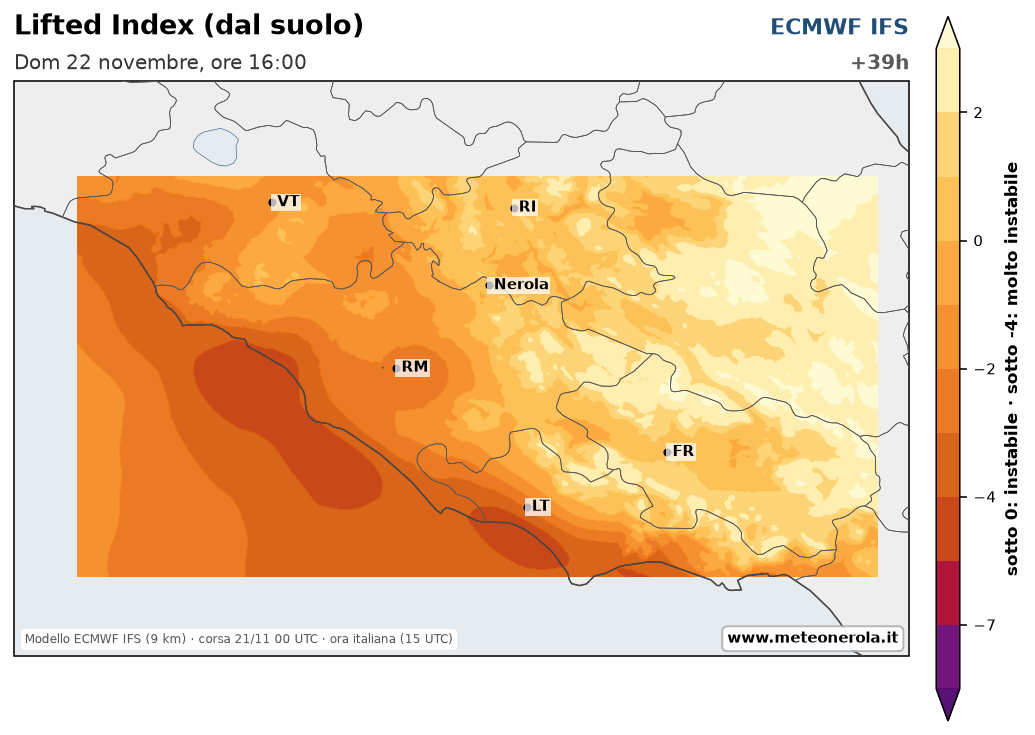 Lifted Index (dal suolo)
ECMWF IFS
Dom 22 novembre, ore 16:00
+39h
VT
RI
Nerola
RM
FR
LT
2
0
−2
−4
−7
sotto 0: instabile · sotto -4: molto instabile
Modello ECMWF IFS (9 km) · corsa 21/11 00 UTC · ora italiana (15 UTC)
www.meteonerola.it